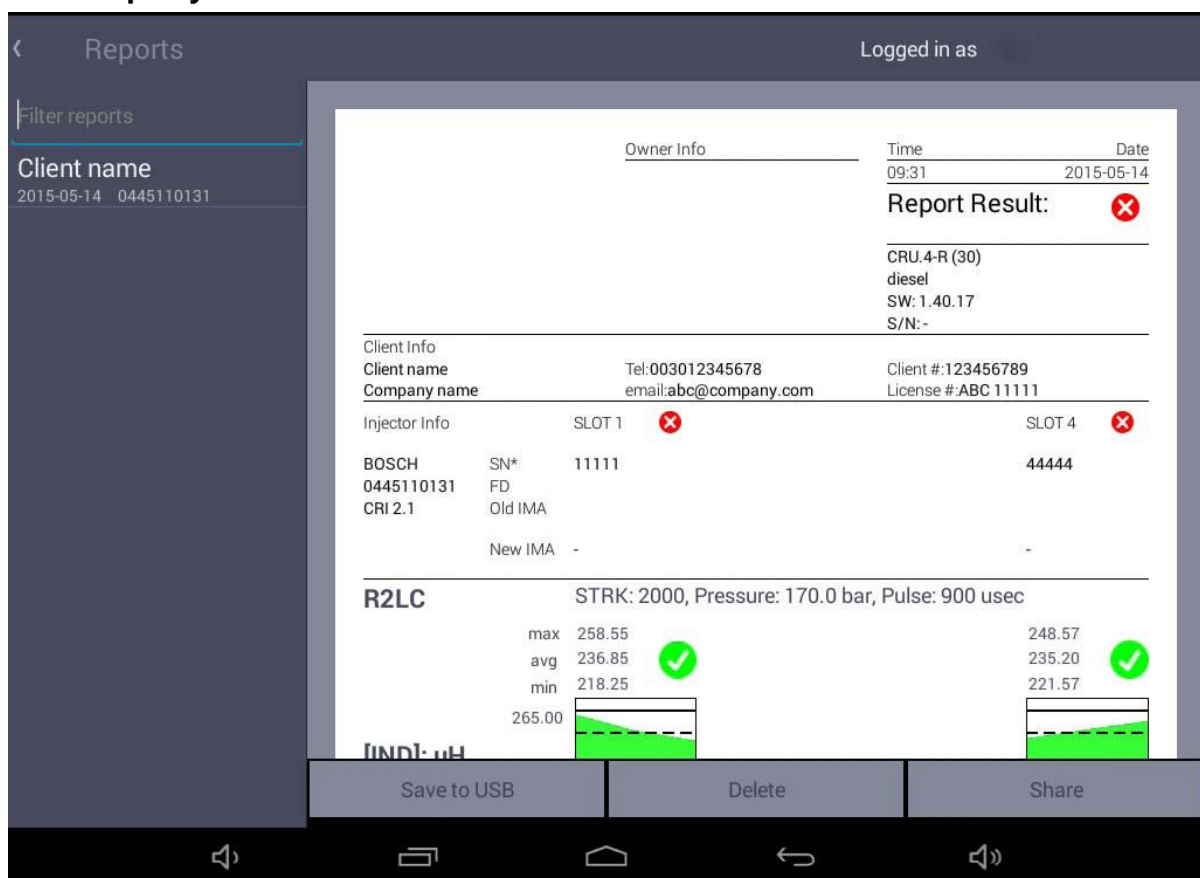 Reports
Logged in as
Filter reports
Client name
2015-05-14 0445110131
Owner Info
Time Date
09:31 2015-05-14
Report Result:
CRU.4-R (30)
diesel
SW: 1.40.17
S/N: -
Client Info
Client name Tel:003012345678 Client #:123456789
Company name email:abc@company.com License #:ABC 11111
Injector Info SLOT 1 SLOT 4
BOSCH SN* 11111 44444
0445110131 FD
CRI 2.1 Old IMA
New IMA - -
R2LC STRK: 2000, Pressure: 170.0 bar, Pulse: 900 usec
max 258.55 248.57
avg 236.85 235.20
min 218.25 221.57
265.00
[IND]: uH
Save to USB Delete Share